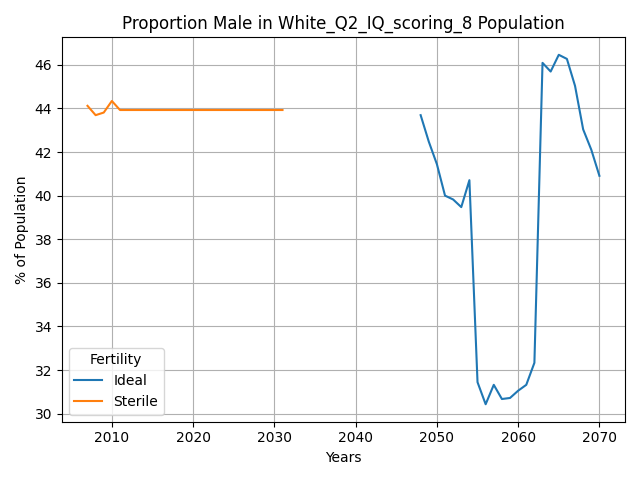 Proportion Male in White_Q2_IQ_scoring_8 Population
% of Population
46
44
42
40
38
36
34
32
30
Fertility
Ideal
Sterile
2010 2020 2030 2040 2050 2060 2070
Years